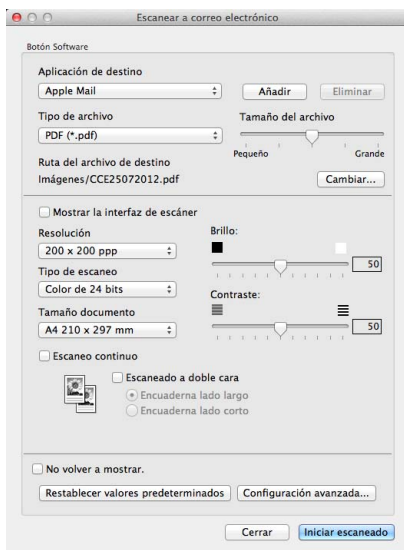 Escanear a correo electrónico
Botón Software
Aplicación de destino
Apple Mail Añadir Eliminar
Tipo de archivo Tamaño del archivo
PDF (*.pdf)
Pequeño Grande
Ruta del archivo de destino
Imágenes/CCE25072012.pdf Cambiar...
Mostrar la interfaz de escáner
Resolución Brillo:
200 x 200 ppp
50
Tipo de escaneo
Color de 24 bits
Contraste:
Tamaño documento
A4 210 x 297 mm
50
Escaneo continuo
Escaneado a doble cara
Encuaderna lado largo
Encuaderna lado corto
No volver a mostrar.
Restablecer valores predeterminados Configuración avanzada...
Cerrar Iniciar escaneado